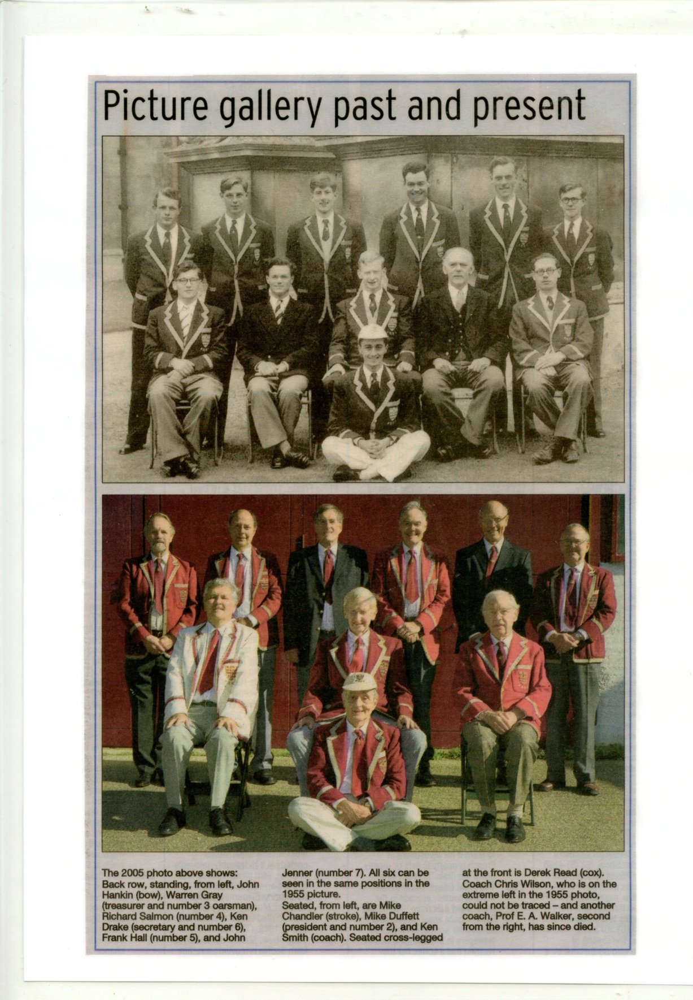 Picture gallery past and present
The 2005 photo above shows:
Back row, standing, from left, John
Hankin (bow), Warren Gray
(treasurer and number 3 oarsman),
Richard Salmon (number 4), Ken
Drake (secretary and number 6),
Frank Hall (number 5), and John
Jenner (number 7). All six can be
seen in the same positions in the
1955 picture.
Seated, from left, are Mike
Chandler (stroke), Mike Duffett
(president and number 2), and Ken
Smith (coach). Seated cross-legged
at the front is Derek Read (cox).
Coach Chris Wilson, who is on the
extreme left in the 1955 photo,
could not be traced – and another
coach, Prof E. A. Walker, second
from the right, has since died.